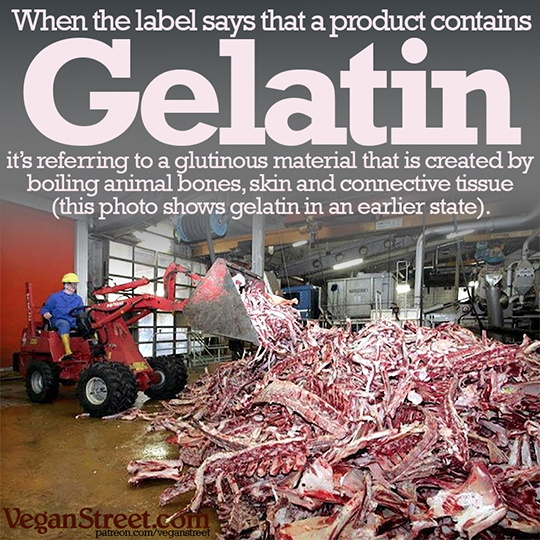 When the label says that a product contains
Gelatin
it's referring to a glutinous material that is created by
boiling animal bones, skin and connective tissue
(this photo shows gelatin in an earlier state).
VeganStreet.com
patreon.com/veganstreet